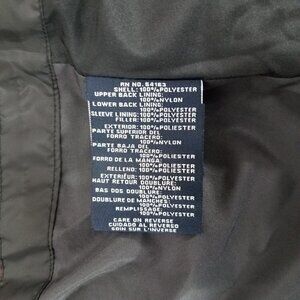 RN NO. 54163
SHELL: 100%POLYESTER
UPPER BACK LINING:
100%NYLON
LOWER BACK LINING:
100%POLYESTER
SLEEVE LINING: 100%POLYESTER
FILLER: 100%POLYESTER
EXTERIOR: 100%POLIESTER
PARTE SUPERIOR DEL
FORRO TRACERO:
100%NYLON
PARTE BAJA DEL
FORRO TRACERO:
100%POLIESTER
FORRO DE LA MANGA:
100%POLIESTER
RELLENO: 100%POLIESTER
EXTÉRIEUR: 100%POLYESTER
HAUT RETOUR DOUBLURE:
100%NYLON
BAS DOS DOUBLURE:
100%POLYESTER
DOUBLURE DE MANCHES:
100%POLYESTER
REMPLISSAGE:
100%POLYESTER
CARE ON REVERSE
CUIDADO AL REVERSO
SOIN SUR L'INVERSE